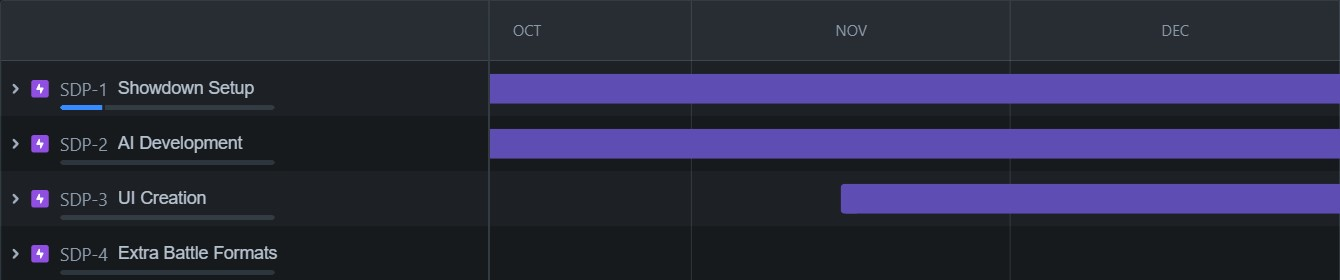 OCT NOV DEC
SDP-1 Showdown Setup
SDP-2 AI Development
SDP-3 UI Creation
SDP-4 Extra Battle Formats